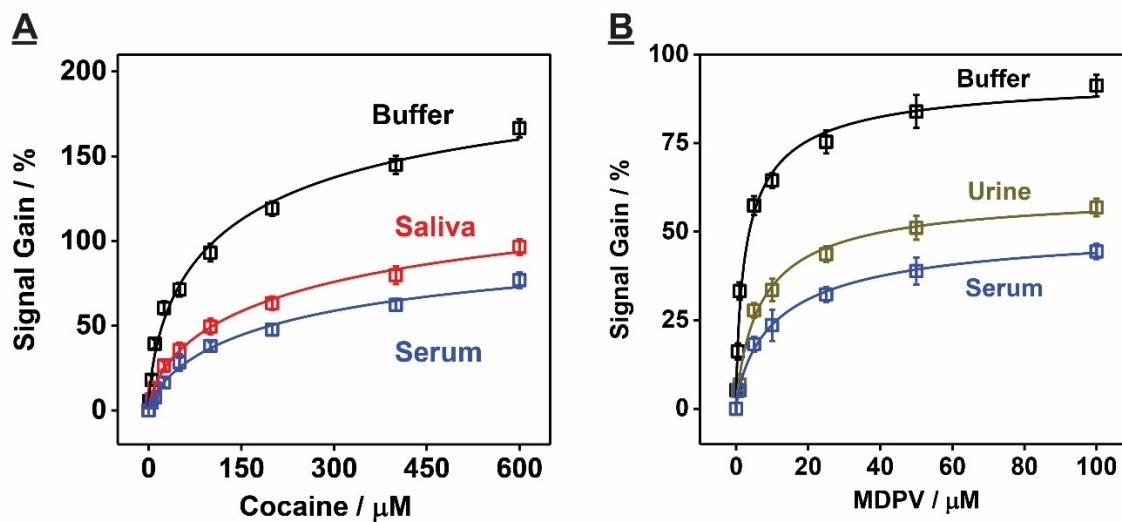 A
Signal Gain / %
200
150
100
50
0
Buffer
Saliva
Serum
0 150 300 450 600
Cocaine / μM
B
Signal Gain / %
100
75
50
25
0
Buffer
Urine
Serum
0 20 40 60 80 100
MDPV / μM